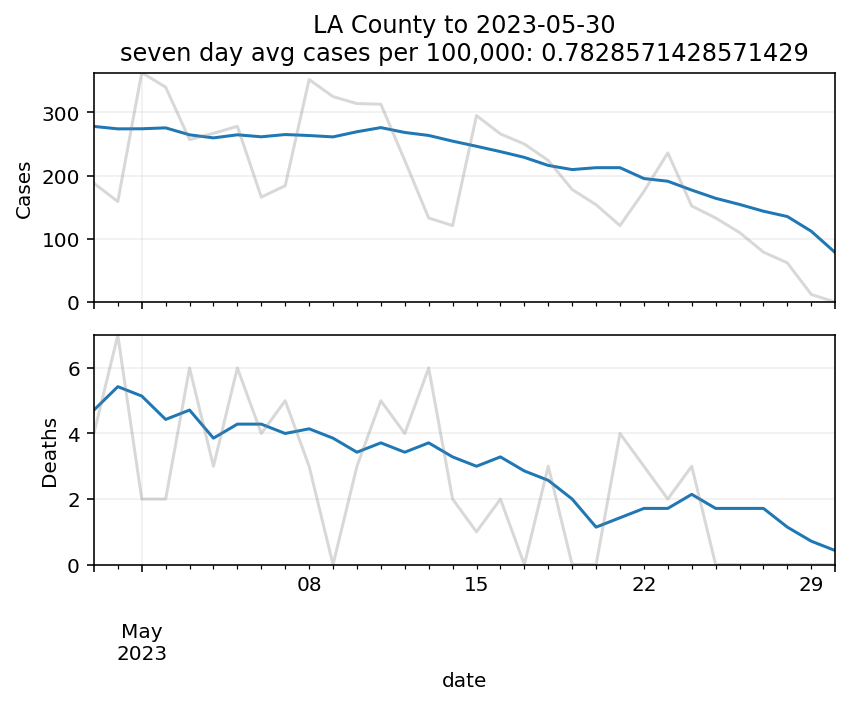 LA County to 2023-05-30
seven day avg cases per 100,000: 0.7828571428571429
300
200
100
0
Cases
6
4
2
0
Deaths
08
15
22
29
May
2023
date